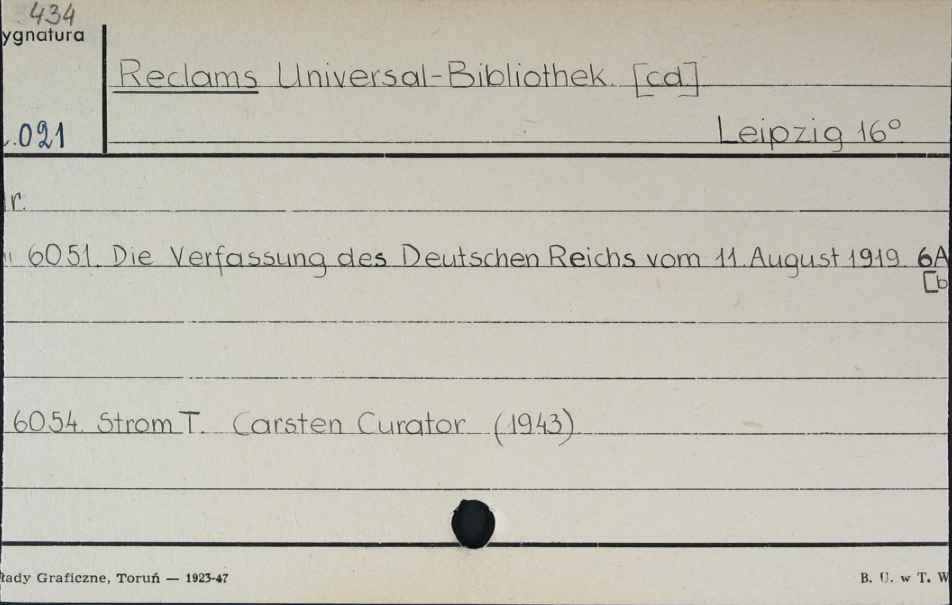 434
ygnatura
Reclams Universal-Bibliothek. [cd]
021
Leipzig 16°
r.
" 6051. Die Verfassung des Deutschen Reichs vom 11. August 1919. 6A
[b
6054. Strom T. Carsten Curator (1943)
łady Graficzne, Toruń — 1923-47
B. U. w T. W